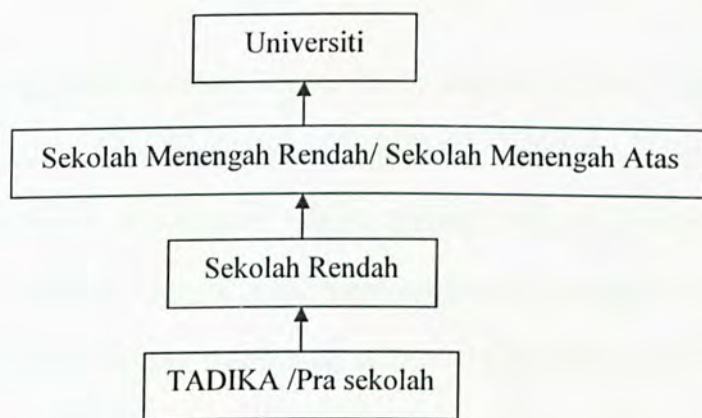 Universiti
Sekolah Menengah Rendah/ Sekolah Menengah Atas
Sekolah Rendah
TADIKA /Pra sekolah